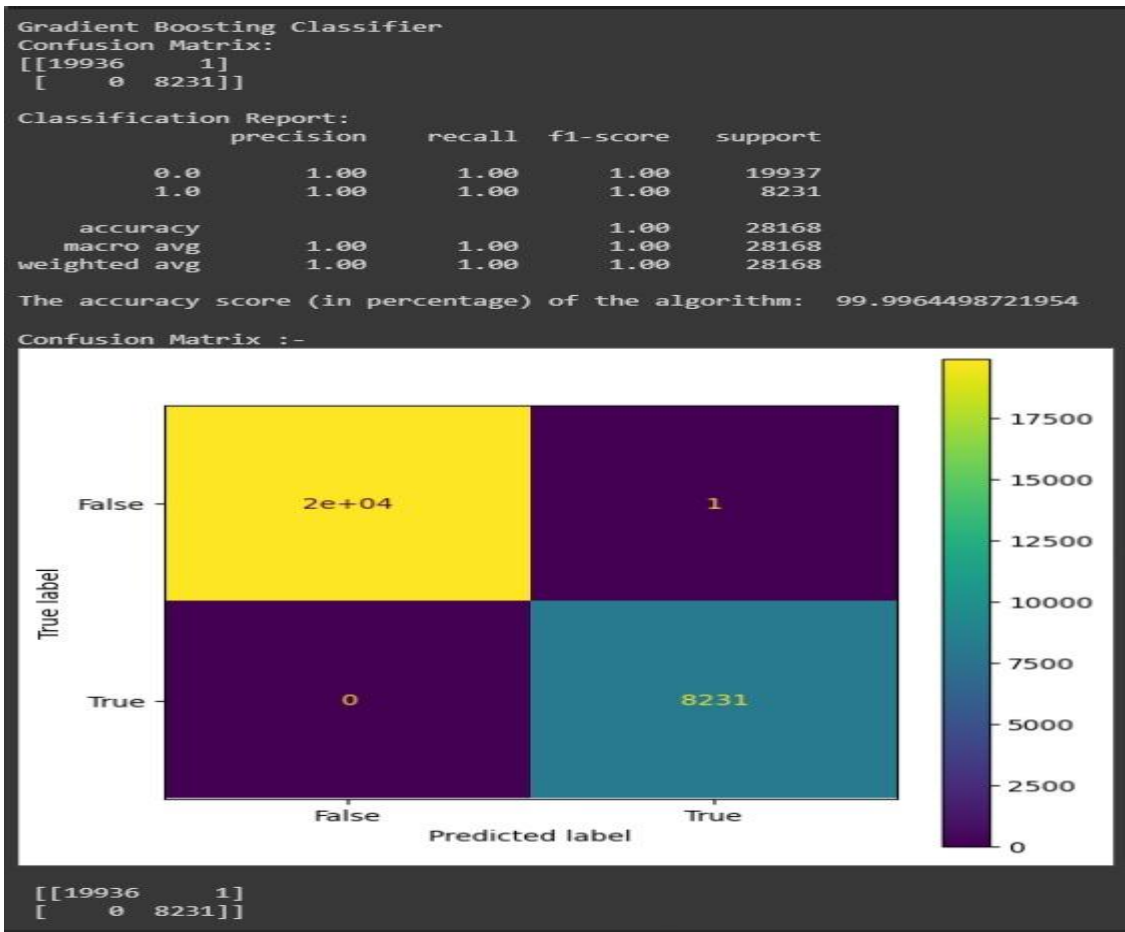 Gradient Boosting Classifier
Confusion Matrix:
[[19936     1]
 [    0  8231]]
Classification Report:
              precision    recall  f1-score   support
         0.0       1.00      1.00      1.00     19937
         1.0       1.00      1.00      1.00      8231
    accuracy                           1.00     28168
   macro avg       1.00      1.00      1.00     28168
weighted avg       1.00      1.00      1.00     28168
The accuracy score (in percentage) of the algorithm:  99.9964498721954
Confusion Matrix :-
17500
15000
12500
10000
7500
5000
2500
0
True label
False
2e+04
1
True
0
8231
False
True
Predicted label
[[19936     1]
[    0  8231]]